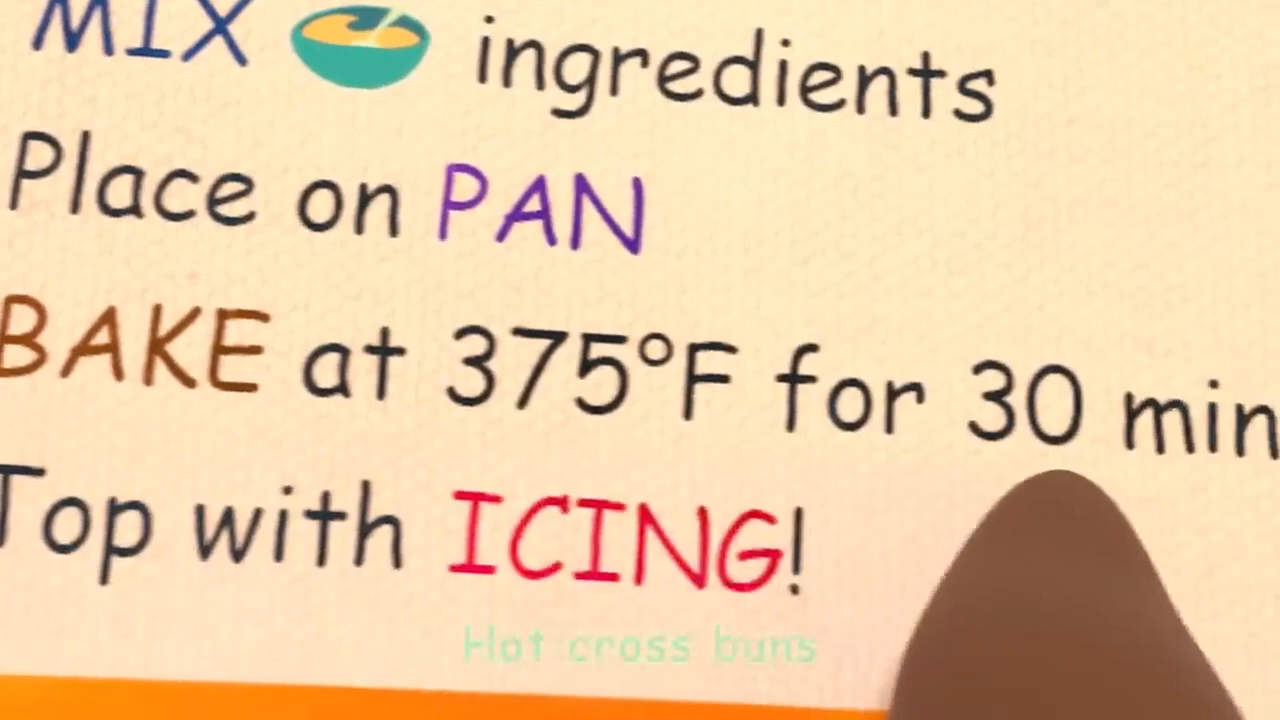 MIX ingredients
Place on PAN
BAKE at 375°F for 30 min
Top with ICING!
Hot cross buns